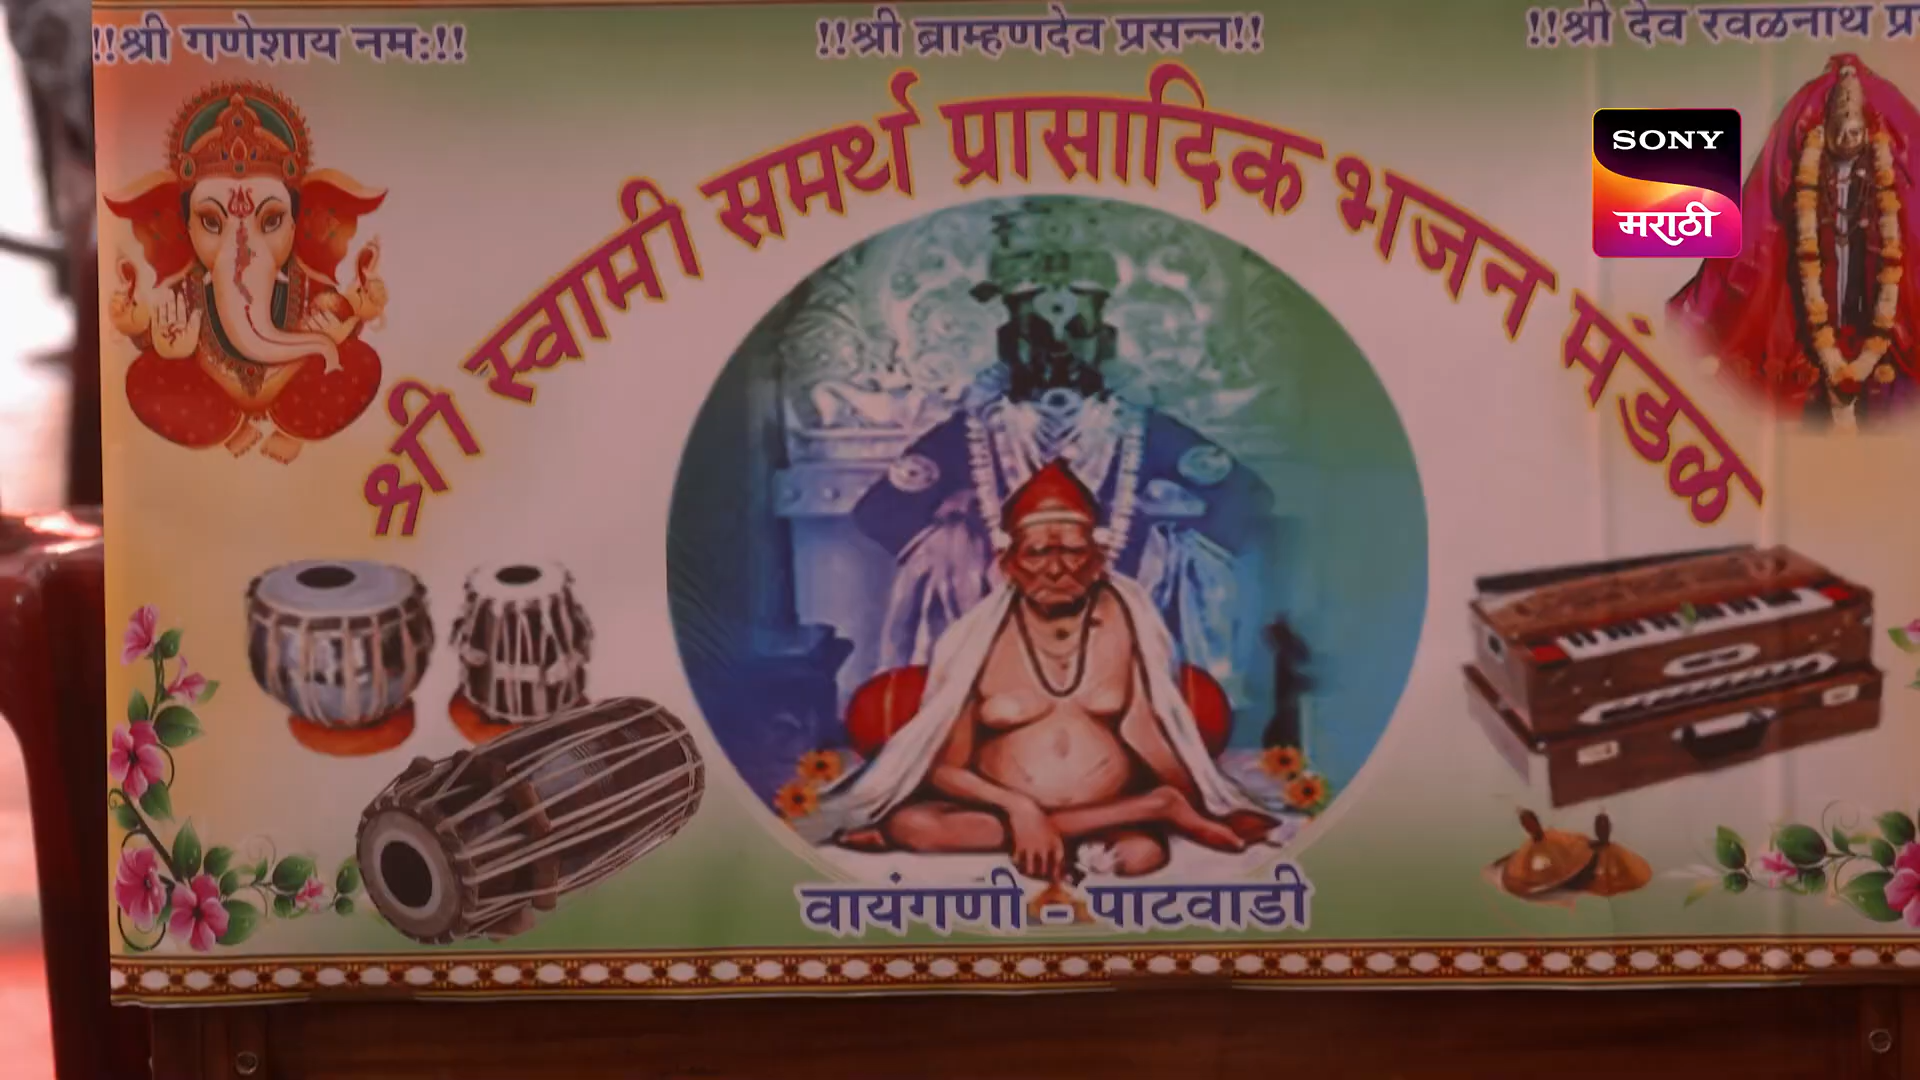 !!श्री गणेशाय नमः!!
!!श्री ब्राम्हणदेव प्रसन्न!!
!!श्री देव रवळनाथ
श्री स्वामी समर्थ प्रासादिक भजन मंडळ
SONY
मराठी
वायंगणी - पाटवाडी